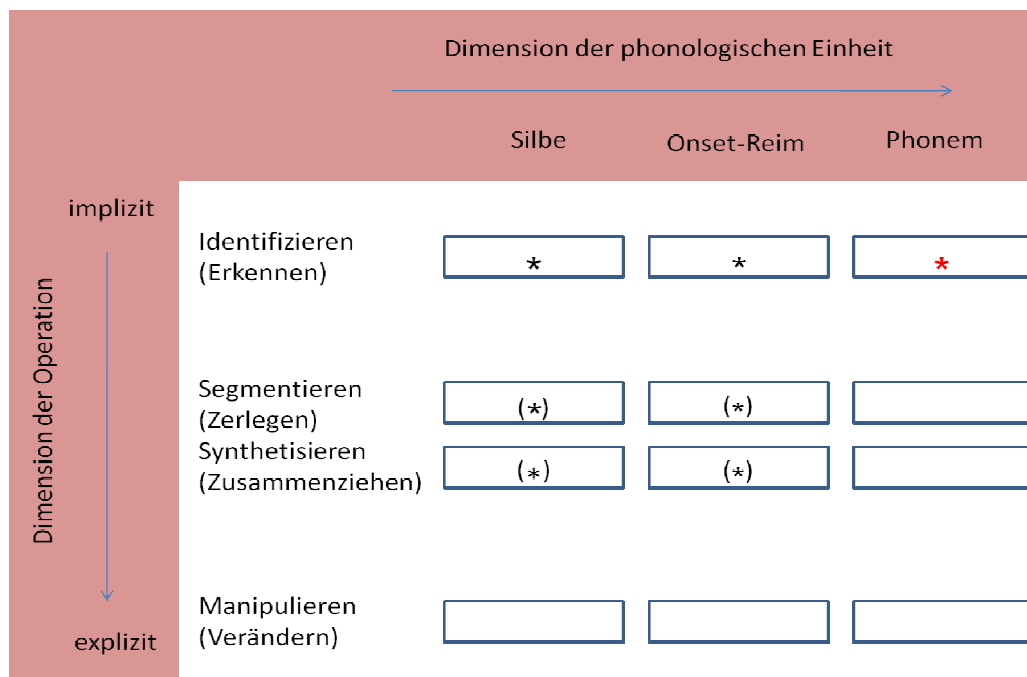 Dimension der phonologischen Einheit
Silbe Onset-Reim Phonem
implizit
Dimension der Operation
Identifizieren
(Erkennen)
* * *
Segmentieren
(Zerlegen)
(*) (*)
Synthetisieren
(Zusammenziehen)
(*) (*)
Manipulieren
(Verändern)
explizit